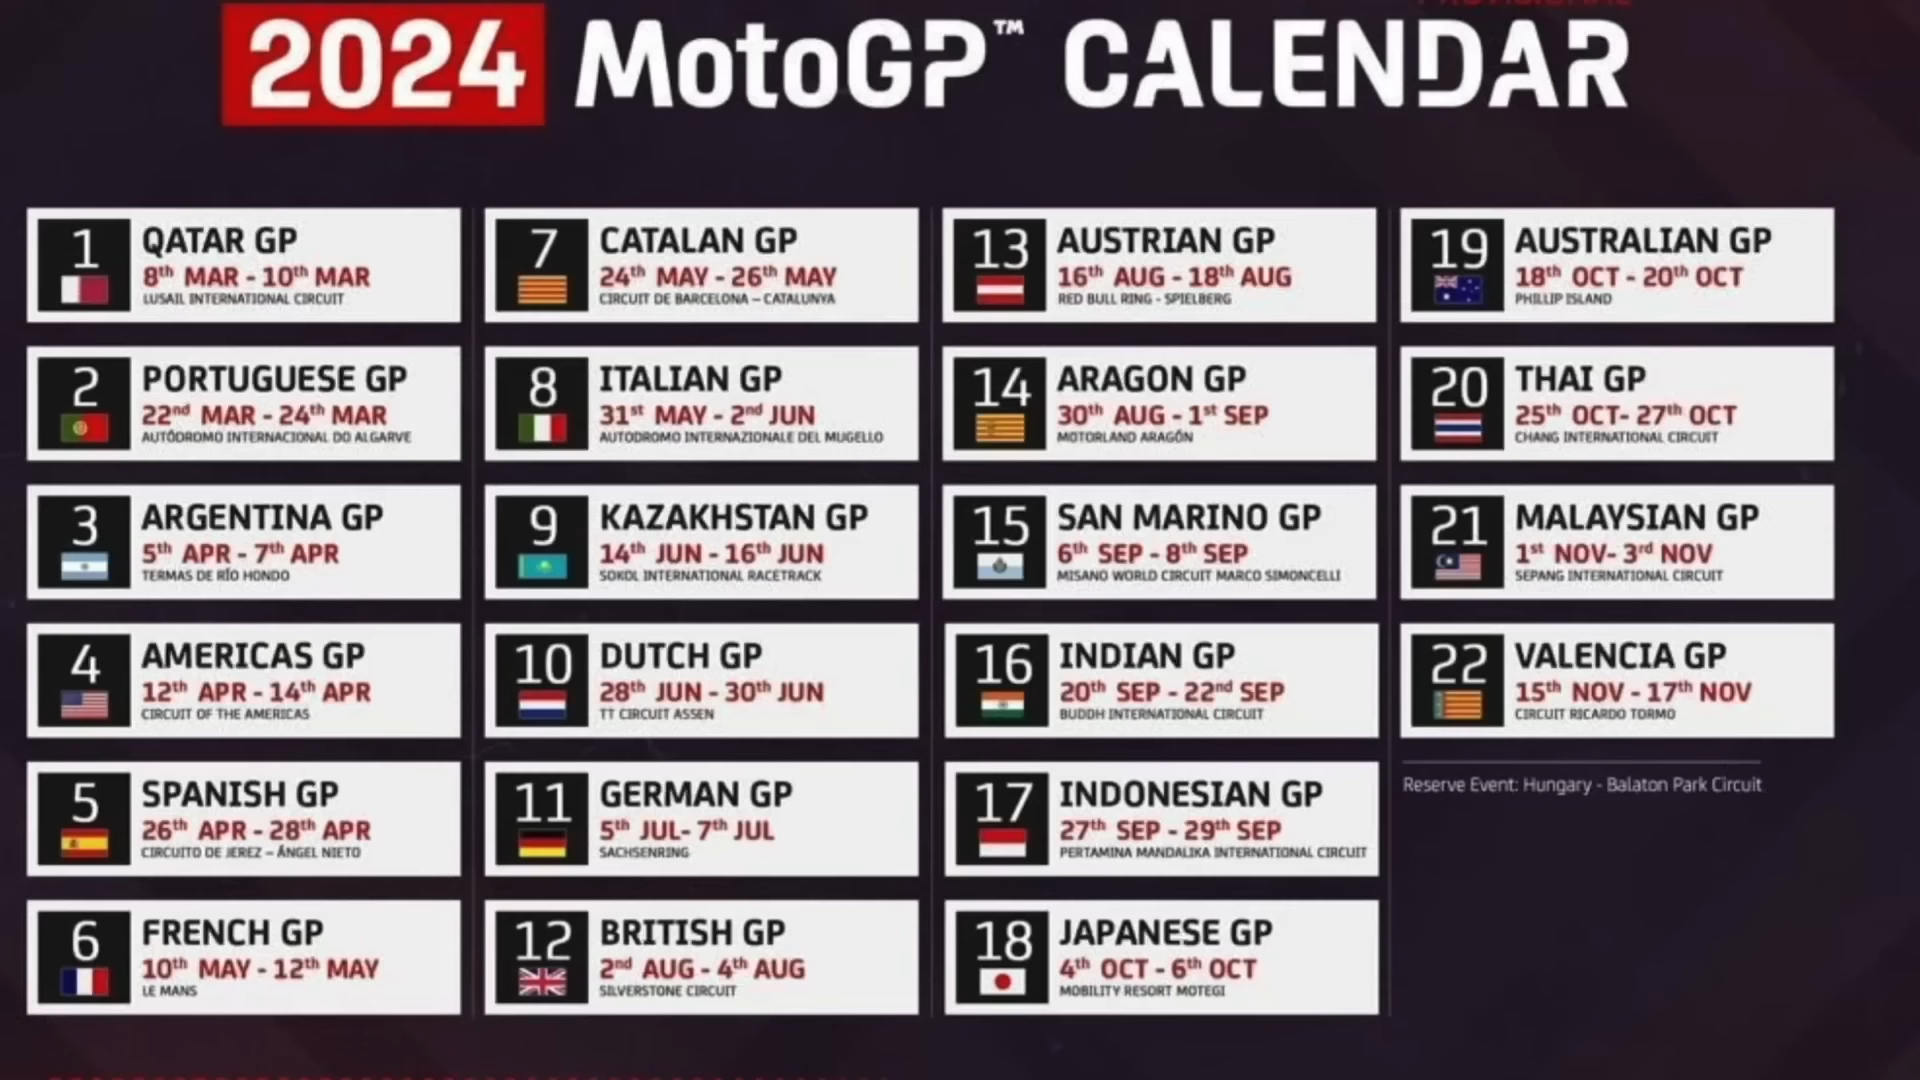 PROVISIONAL
2024 MotoGP™ CALENDAR
1
QATAR GP
8th MAR - 10th MAR
LUSAIL INTERNATIONAL CIRCUIT
2
PORTUGUESE GP
22nd MAR - 24th MAR
AUTÓDROMO INTERNACIONAL DO ALGARVE
3
ARGENTINA GP
5th APR - 7th APR
TERMAS DE RÍO HONDO
4
AMERICAS GP
12th APR - 14th APR
CIRCUIT OF THE AMERICAS
5
SPANISH GP
26th APR - 28th APR
CIRCUITO DE JEREZ – ÁNGEL NIETO
6
FRENCH GP
10th MAY - 12th MAY
LE MANS
7
CATALAN GP
24th MAY - 26th MAY
CIRCUIT DE BARCELONA – CATALUNYA
8
ITALIAN GP
31st MAY - 2nd JUN
AUTODROMO INTERNAZIONALE DEL MUGELLO
9
KAZAKHSTAN GP
14th JUN - 16th JUN
SOKOL INTERNATIONAL RACETRACK
10
DUTCH GP
28th JUN - 30th JUN
TT CIRCUIT ASSEN
11
GERMAN GP
5th JUL- 7th JUL
SACHSENRING
12
BRITISH GP
2nd AUG - 4th AUG
SILVERSTONE CIRCUIT
13
AUSTRIAN GP
16th AUG - 18th AUG
RED BULL RING - SPIELBERG
14
ARAGON GP
30th AUG - 1st SEP
MOTORLAND ARAGÓN
15
SAN MARINO GP
6th SEP - 8th SEP
MISANO WORLD CIRCUIT MARCO SIMONCELLI
16
INDIAN GP
20th SEP - 22nd SEP
BUDDH INTERNATIONAL CIRCUIT
17
INDONESIAN GP
27th SEP - 29th SEP
PERTAMINA MANDALIKA INTERNATIONAL CIRCUIT
18
JAPANESE GP
4th OCT - 6th OCT
MOBILITY RESORT MOTEGI
19
AUSTRALIAN GP
18th OCT - 20th OCT
PHILLIP ISLAND
20
THAI GP
25th OCT- 27th OCT
CHANG INTERNATIONAL CIRCUIT
21
MALAYSIAN GP
1st NOV- 3rd NOV
SEPANG INTERNATIONAL CIRCUIT
22
VALENCIA GP
15th NOV - 17th NOV
CIRCUIT RICARDO TORMO
Reserve Event: Hungary - Balaton Park Circuit